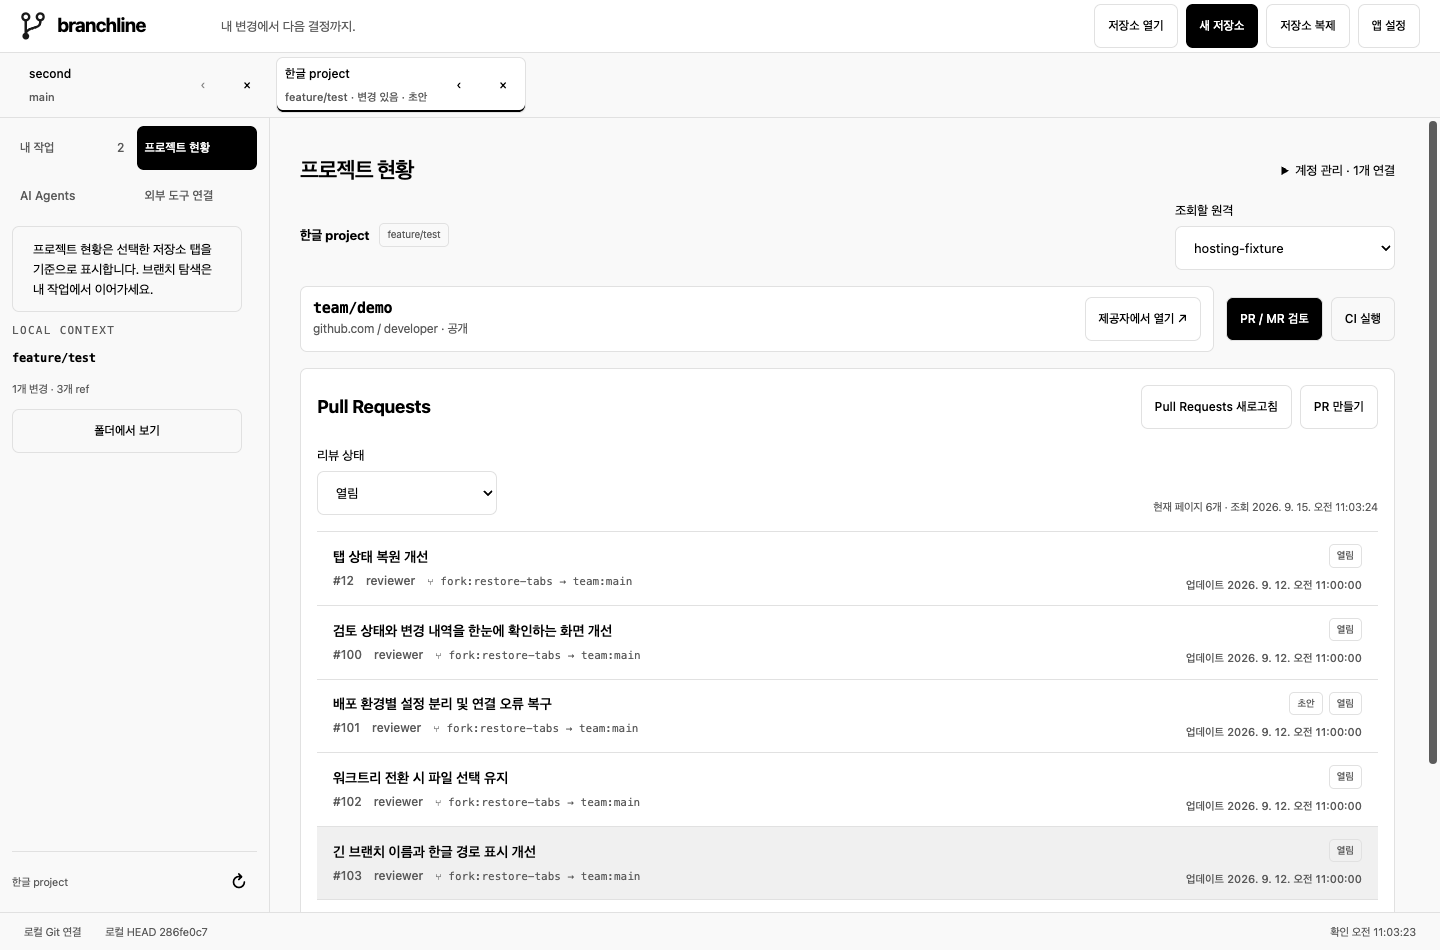 branchline
내 변경에서 다음 결정까지.
저장소 열기
새 저장소
저장소 복제
앱 설정
second
main
‹
×
한글 project
feature/test · 변경 있음 · 초안
‹
×
내 작업 2
프로젝트 현황
AI Agents
외부 도구 연결
프로젝트 현황은 선택한 저장소 탭을
기준으로 표시합니다. 브랜치 탐색은
내 작업에서 이어가세요.
LOCAL CONTEXT
feature/test
1개 변경 · 3개 ref
폴더에서 보기
한글 project
프로젝트 현황
▶ 계정 관리 · 1개 연결
한글 project
feature/test
조회할 원격
hosting-fixture
team/demo
github.com / developer · 공개
제공자에서 열기 ↗
PR / MR 검토
CI 실행
Pull Requests
Pull Requests 새로고침
PR 만들기
리뷰 상태
열림
현재 페이지 6개 · 조회 2026. 9. 15. 오전 11:03:24
탭 상태 복원 개선
열림
#12 reviewer ⑂ fork:restore-tabs → team:main
업데이트 2026. 9. 12. 오전 11:00:00
검토 상태와 변경 내역을 한눈에 확인하는 화면 개선
열림
#100 reviewer ⑂ fork:restore-tabs → team:main
업데이트 2026. 9. 12. 오전 11:00:00
배포 환경별 설정 분리 및 연결 오류 복구
초안 열림
#101 reviewer ⑂ fork:restore-tabs → team:main
업데이트 2026. 9. 12. 오전 11:00:00
워크트리 전환 시 파일 선택 유지
열림
#102 reviewer ⑂ fork:restore-tabs → team:main
업데이트 2026. 9. 12. 오전 11:00:00
긴 브랜치 이름과 한글 경로 표시 개선
열림
#103 reviewer ⑂ fork:restore-tabs → team:main
업데이트 2026. 9. 12. 오전 11:00:00
로컬 Git 연결
로컬 HEAD 286fe0c7
확인 오전 11:03:23